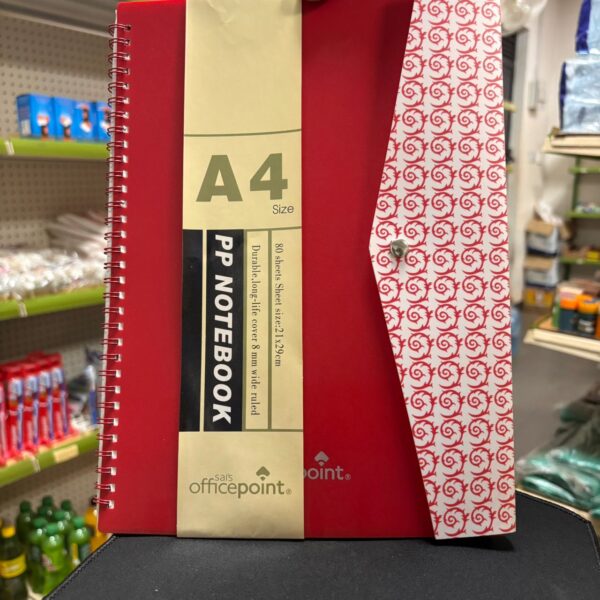 A4
Size
PP NOTEBOOK
80 sheets Sheet size:21x29cm
Durable,long-life cover 8 mm wide ruled
sai's
officepoint®
point®